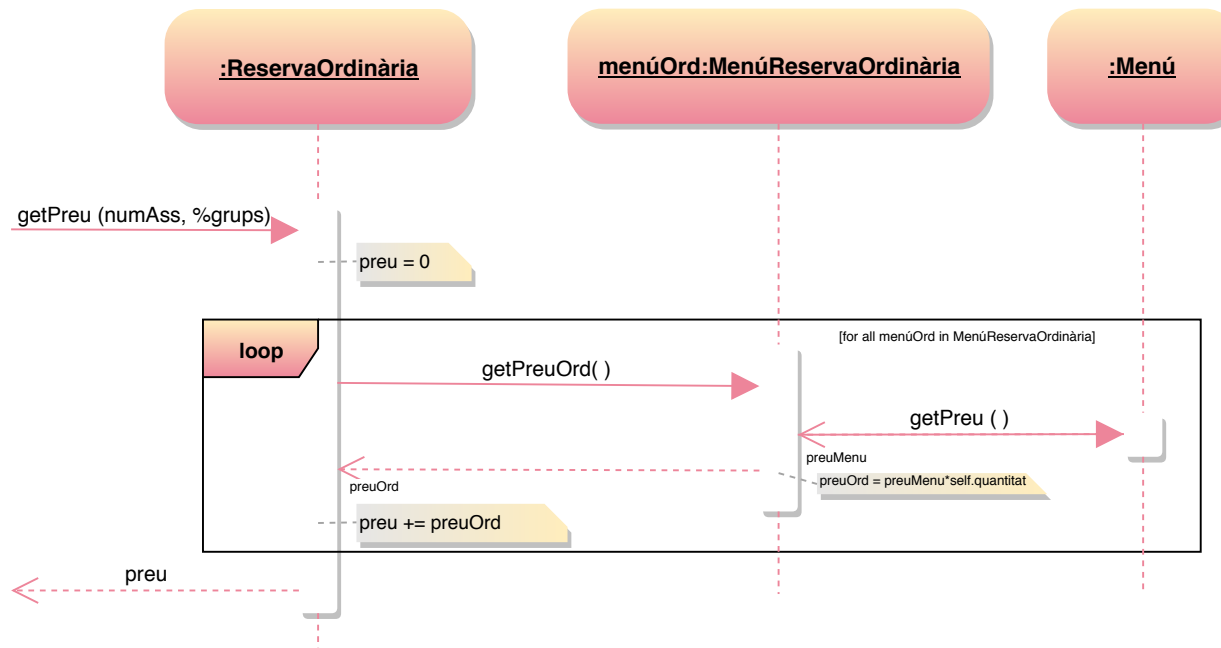 :ReservaOrdinària
menúOrd:MenúReservaOrdinària
:Menú
getPreu (numAss, %grups)
preu = 0
loop
[for all menúOrd in MenúReservaOrdinària]
getPreuOrd( )
getPreu ( )
preuMenu
preuOrd = preuMenu*self.quantitat
preuOrd
preu += preuOrd
preu